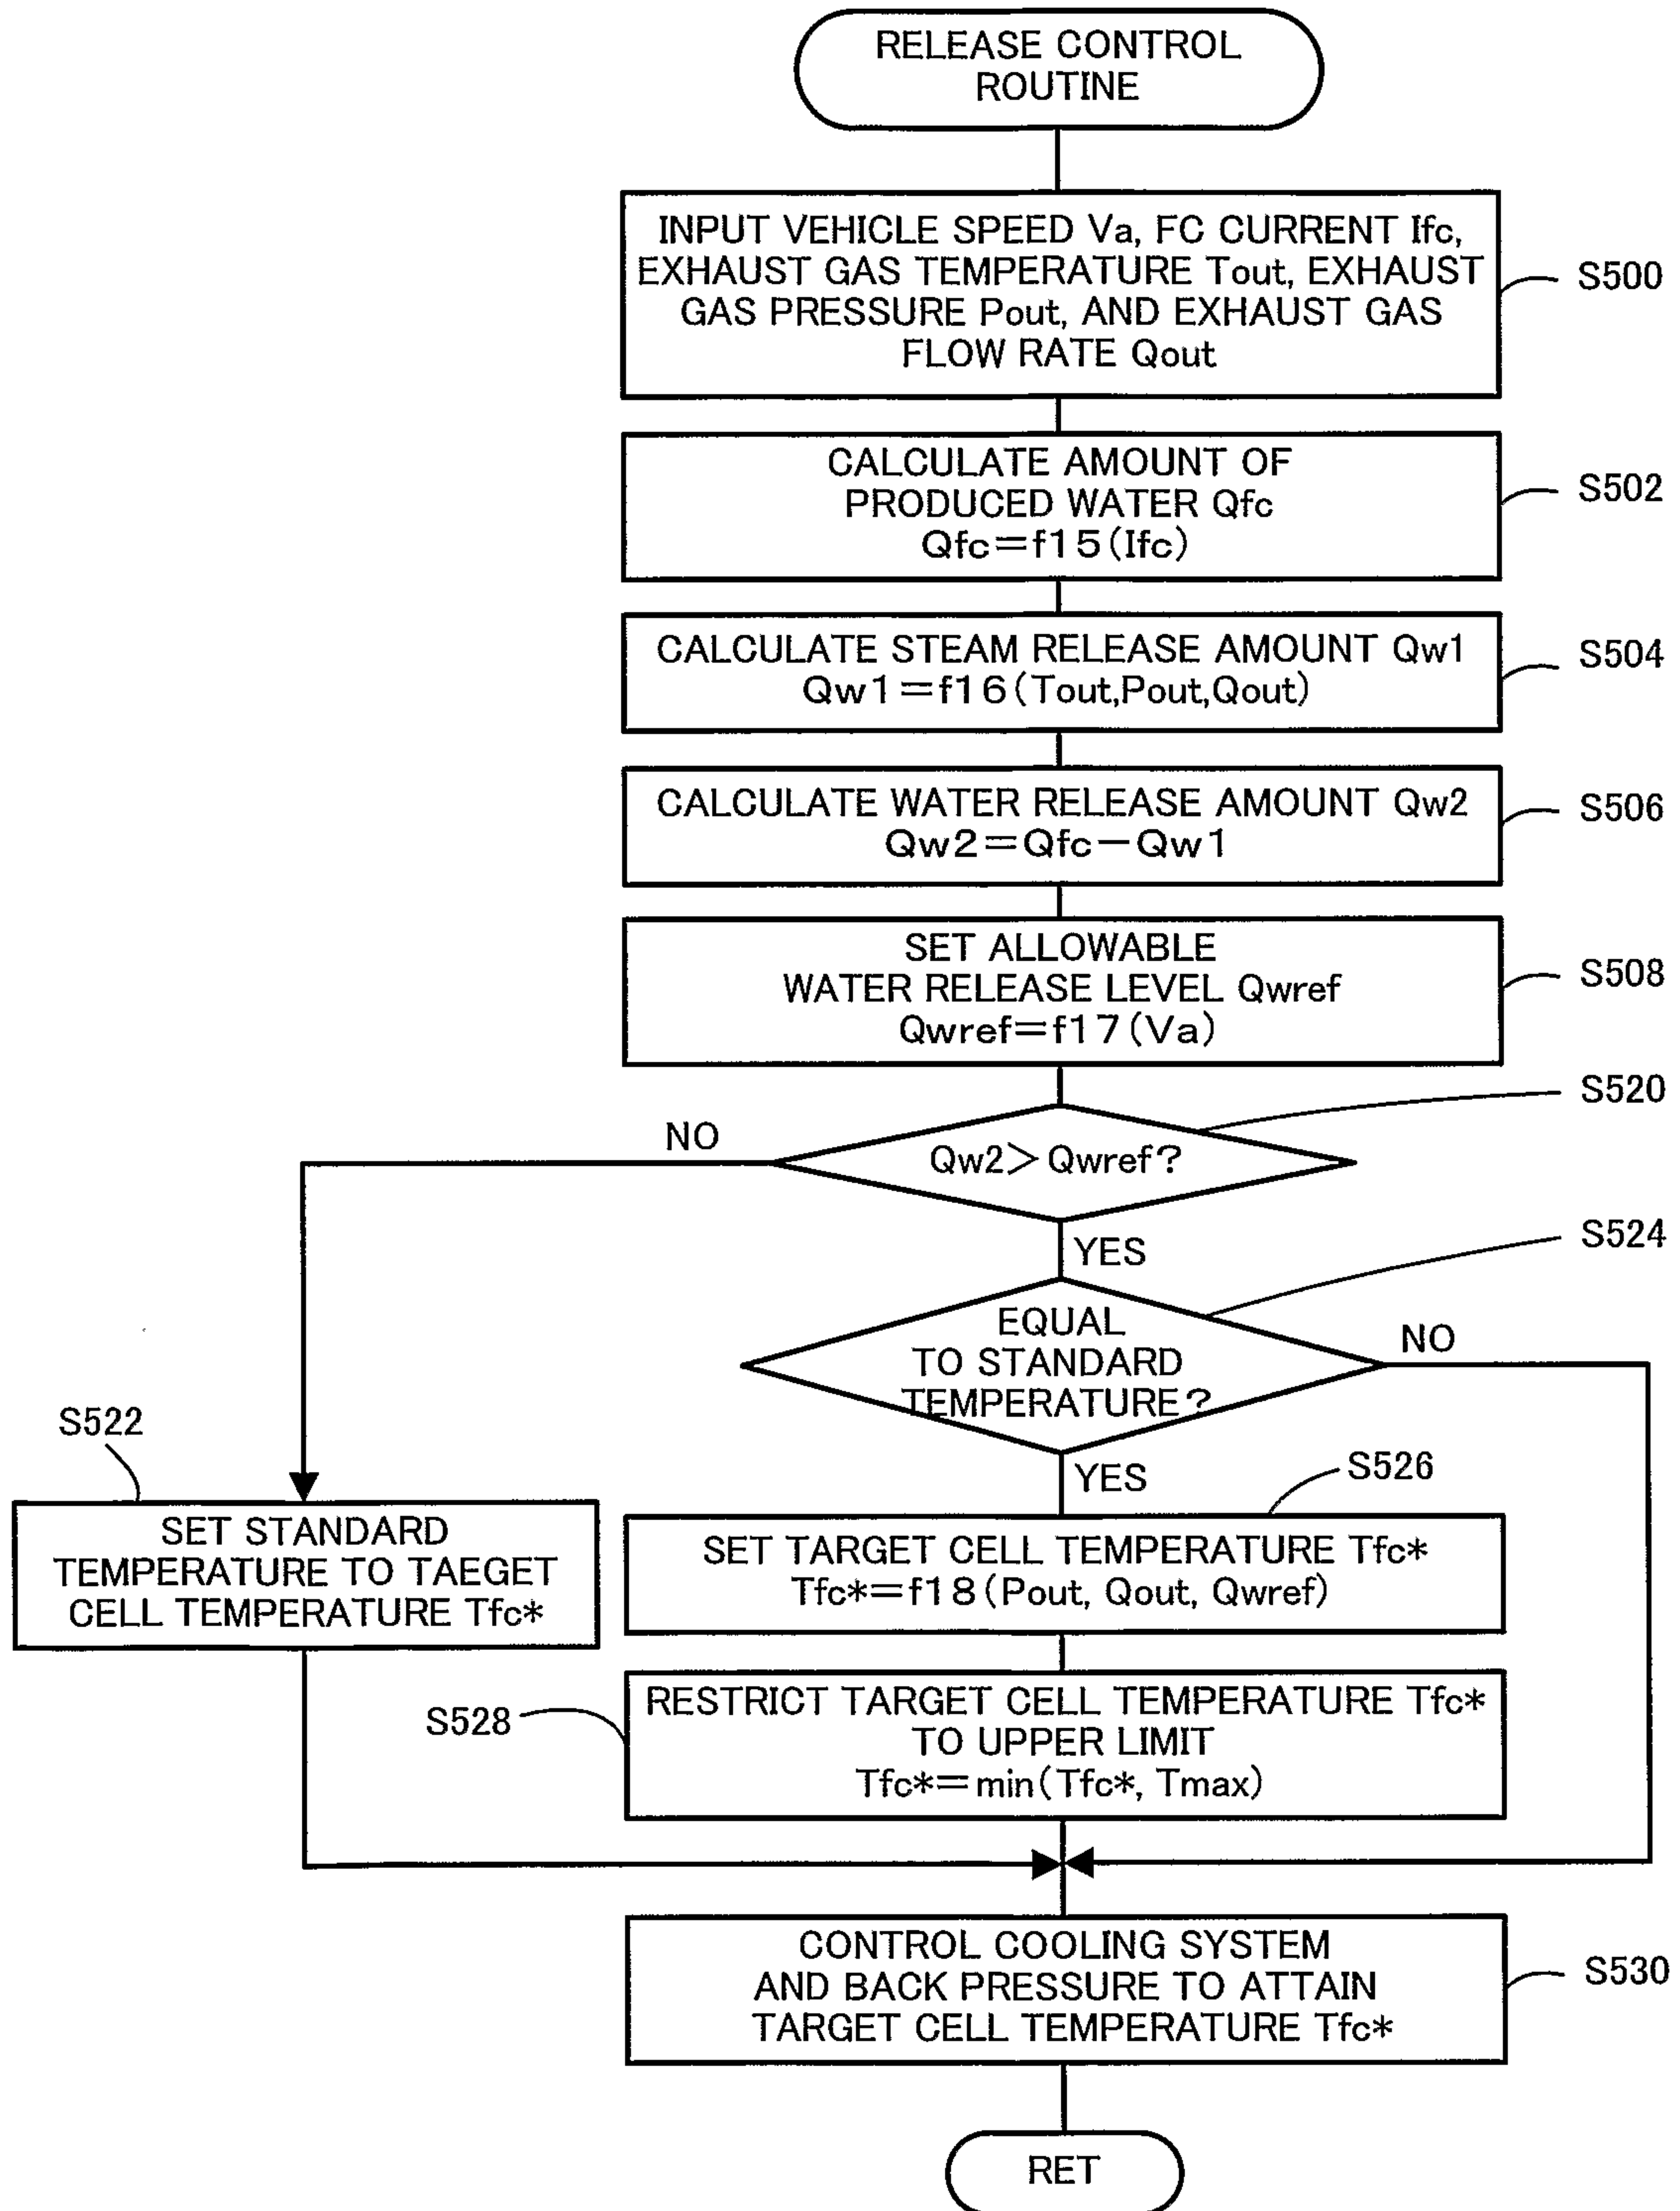 RELEASE CONTROL
ROUTINE
INPUT VEHICLE SPEED Va, FC CURRENT Ifc,
EXHAUST GAS TEMPERATURE Tout, EXHAUST
GAS PRESSURE Pout, AND EXHAUST GAS
FLOW RATE Qout
S500
CALCULATE AMOUNT OF
PRODUCED WATER Qfc
Qfc=f15(Ifc)
S502
CALCULATE STEAM RELEASE AMOUNT Qw1
Qw1=f16(Tout,Pout,Qout)
S504
CALCULATE WATER RELEASE AMOUNT Qw2
Qw2=Qfc-Qw1
S506
SET ALLOWABLE
WATER RELEASE LEVEL Qwref
Qwref=f17(Va)
S508
S520
NO
Qw2>Qwref?
YES
S524
EQUAL
TO STANDARD
TEMPERATURE?
NO
YES
S522
SET STANDARD
TEMPERATURE TO TAEGET
CELL TEMPERATURE Tfc*
S526
SET TARGET CELL TEMPERATURE Tfc*
Tfc*=f18(Pout, Qout, Qwref)
S528
RESTRICT TARGET CELL TEMPERATURE Tfc*
TO UPPER LIMIT
Tfc*=min(Tfc*, Tmax)
CONTROL COOLING SYSTEM
AND BACK PRESSURE TO ATTAIN
TARGET CELL TEMPERATURE Tfc*
S530
RET